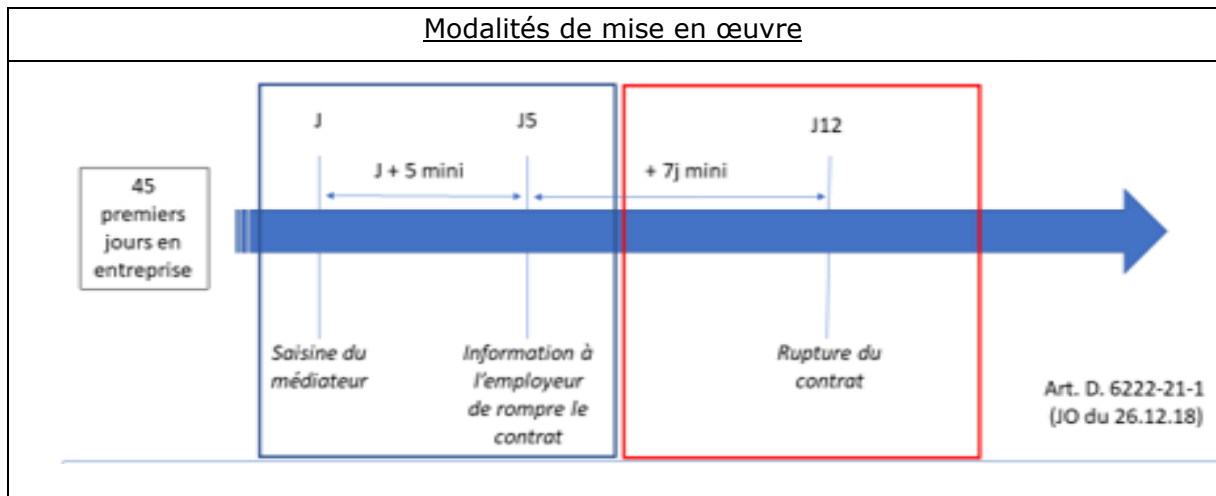 Modalités de mise en œuvre
J
J5
J12
J + 5 mini
+ 7j mini
45
premiers
jours en
entreprise
Saisine du
médiateur
Information à
l'employeur
de rompre le
contrat
Rupture du
contrat
Art. D. 6222-21-1
(JO du 26.12.18)